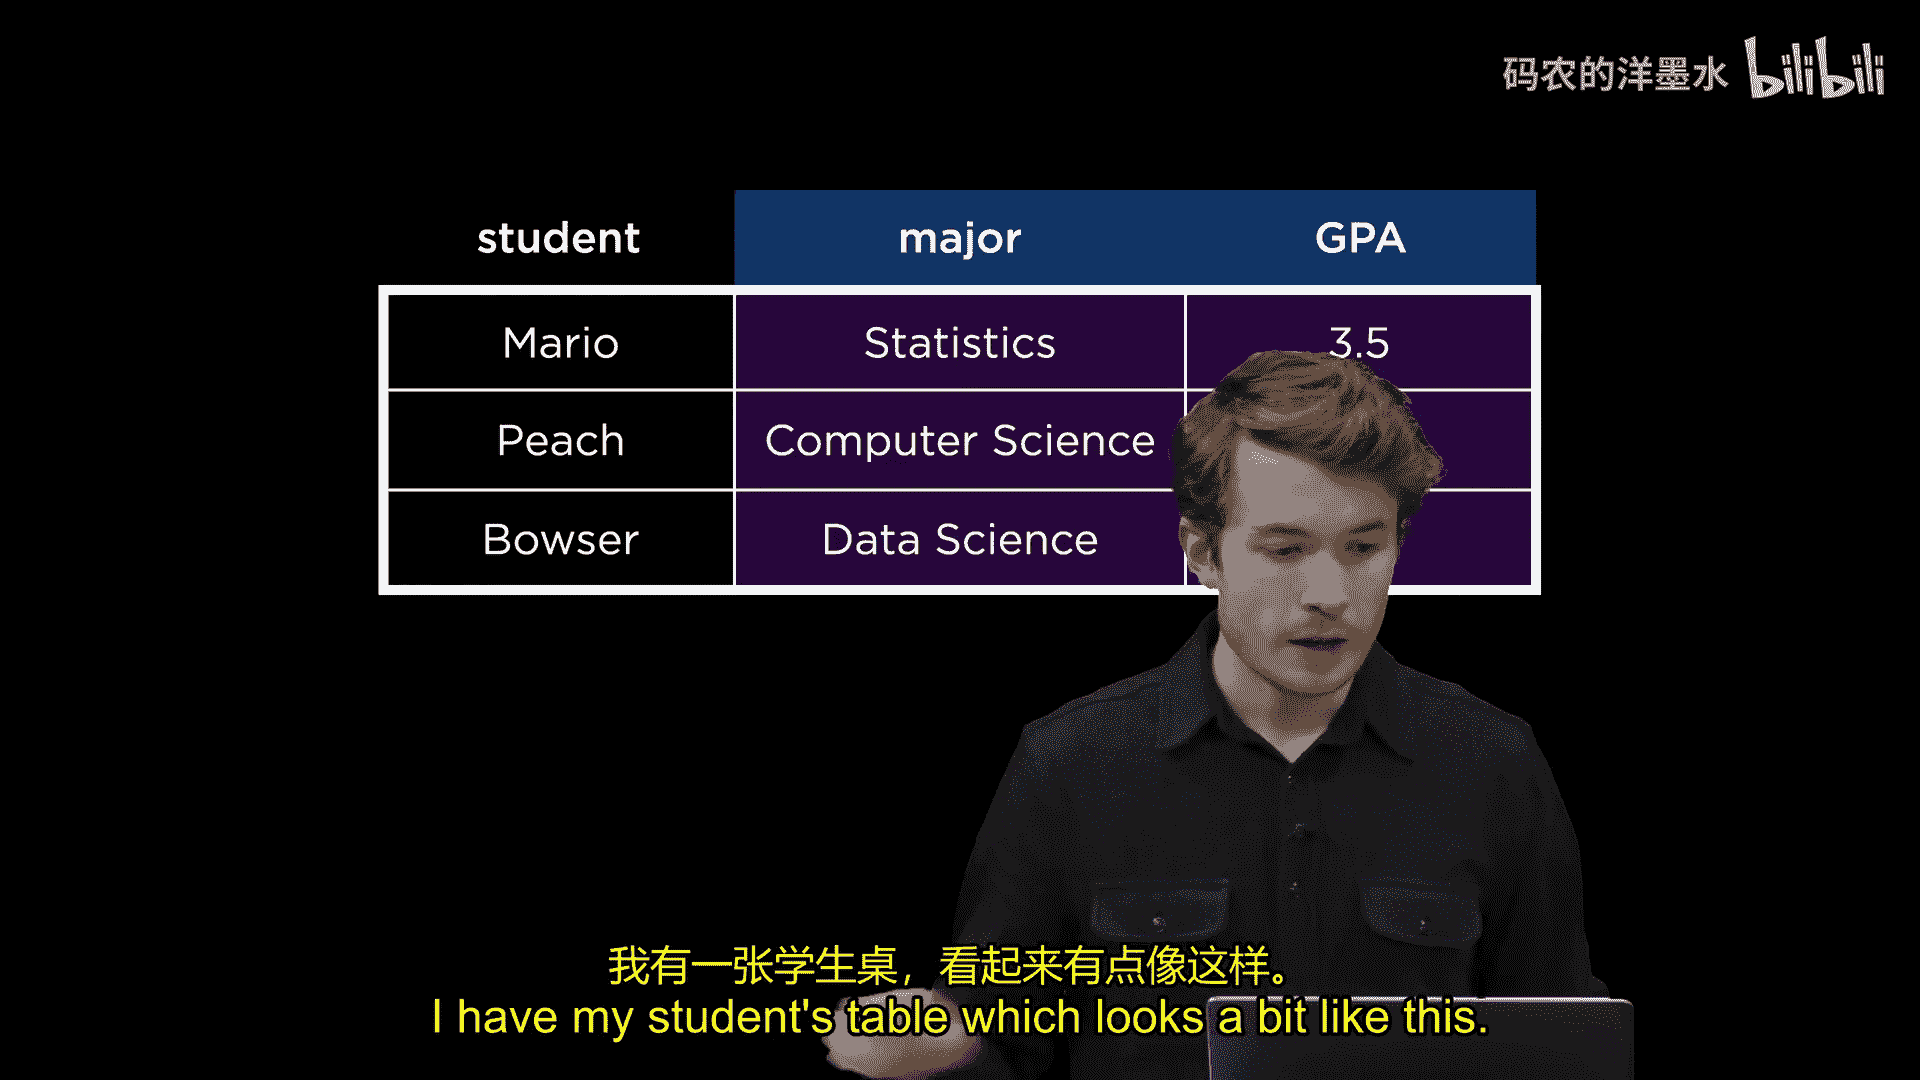 码农的洋墨水 bilibili
student major GPA
Mario Statistics 3.5
Peach Computer Science
Bowser Data Science
我有一张学生桌，看起来有点像这样。
I have my student's table which looks a bit like this.